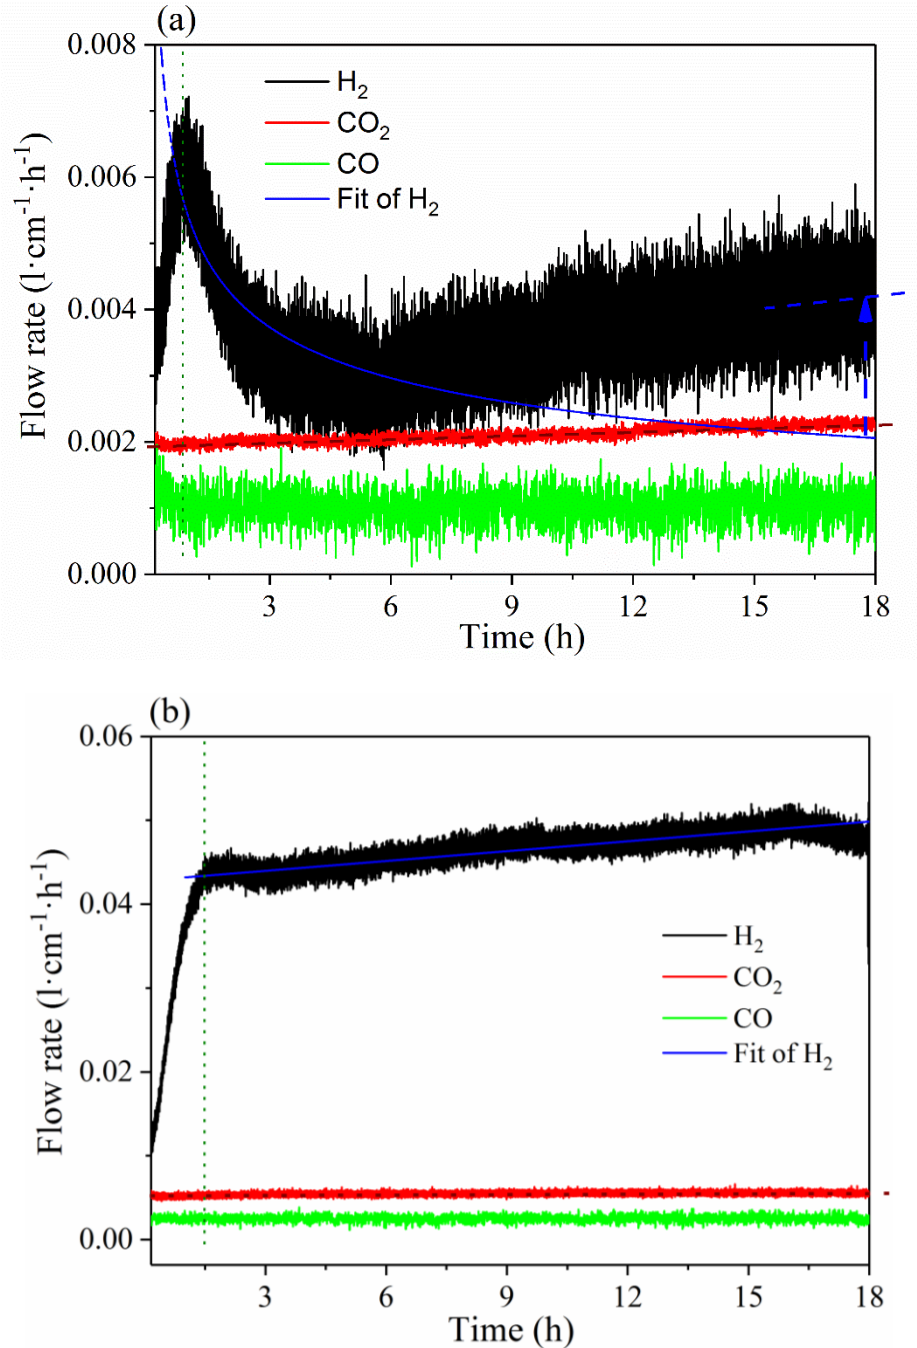 (a)
Flow rate (l·cm⁻¹·h⁻¹)
0.008
0.006
0.004
0.002
0.000
H₂
CO₂
CO
Fit of H₂
3 6 9 12 15 18
Time (h)
(b)
Flow rate (l·cm⁻¹·h⁻¹)
0.06
0.04
0.02
0.00
H₂
CO₂
CO
Fit of H₂
3 6 9 12 15 18
Time (h)